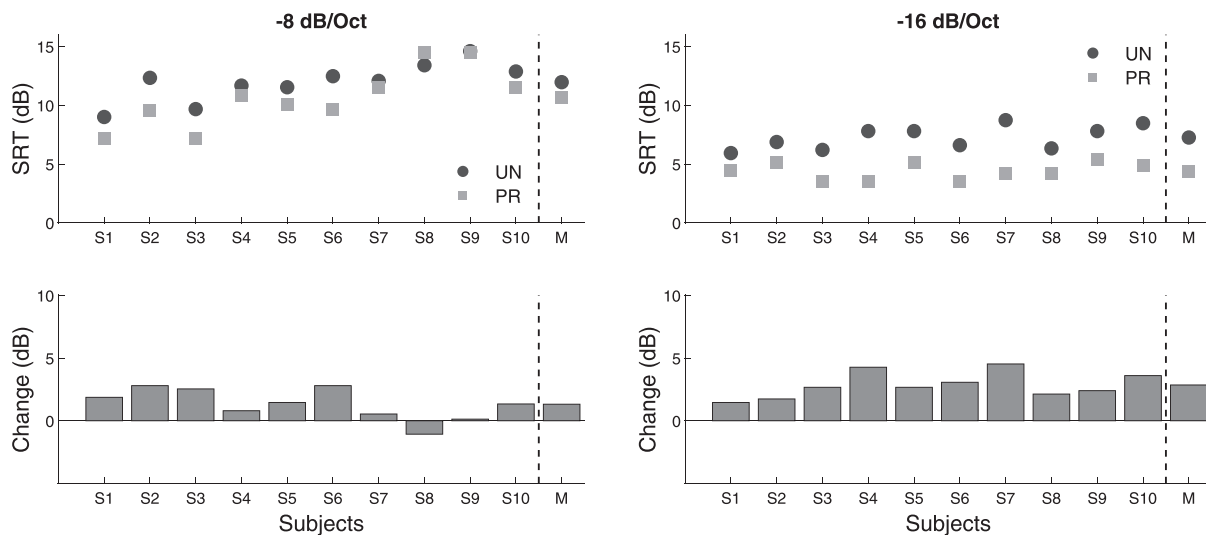 -8 dB/Oct
15
10
5
0
SRT (dB)
UN
PR
S1 S2 S3 S4 S5 S6 S7 S8 S9 S10 M
-16 dB/Oct
15
10
5
0
SRT (dB)
UN
PR
S1 S2 S3 S4 S5 S6 S7 S8 S9 S10 M
10
5
0
Change (dB)
S1 S2 S3 S4 S5 S6 S7 S8 S9 S10 M
Subjects
10
5
0
Change (dB)
S1 S2 S3 S4 S5 S6 S7 S8 S9 S10 M
Subjects